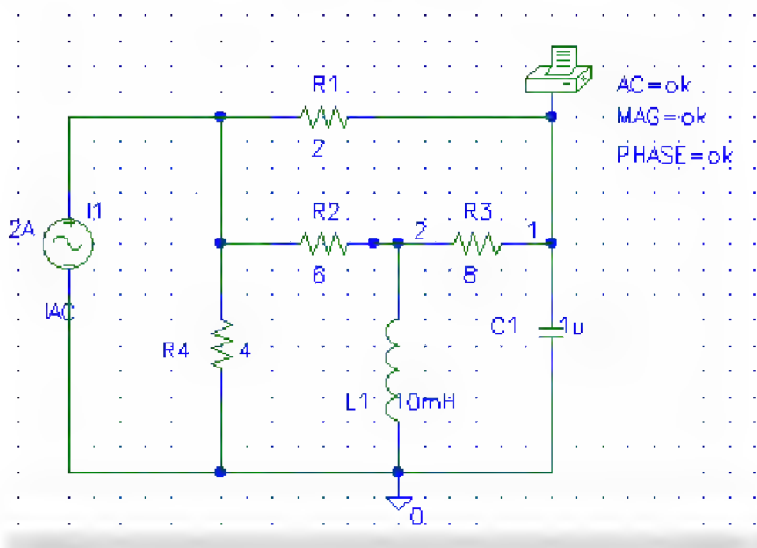 R1
AC=ok
MAG=ok
2
PHASE=ok
I1
R2
2
R3
1
2A
6
8
IAC
R4
4
C1
1u
L1
10mH
0